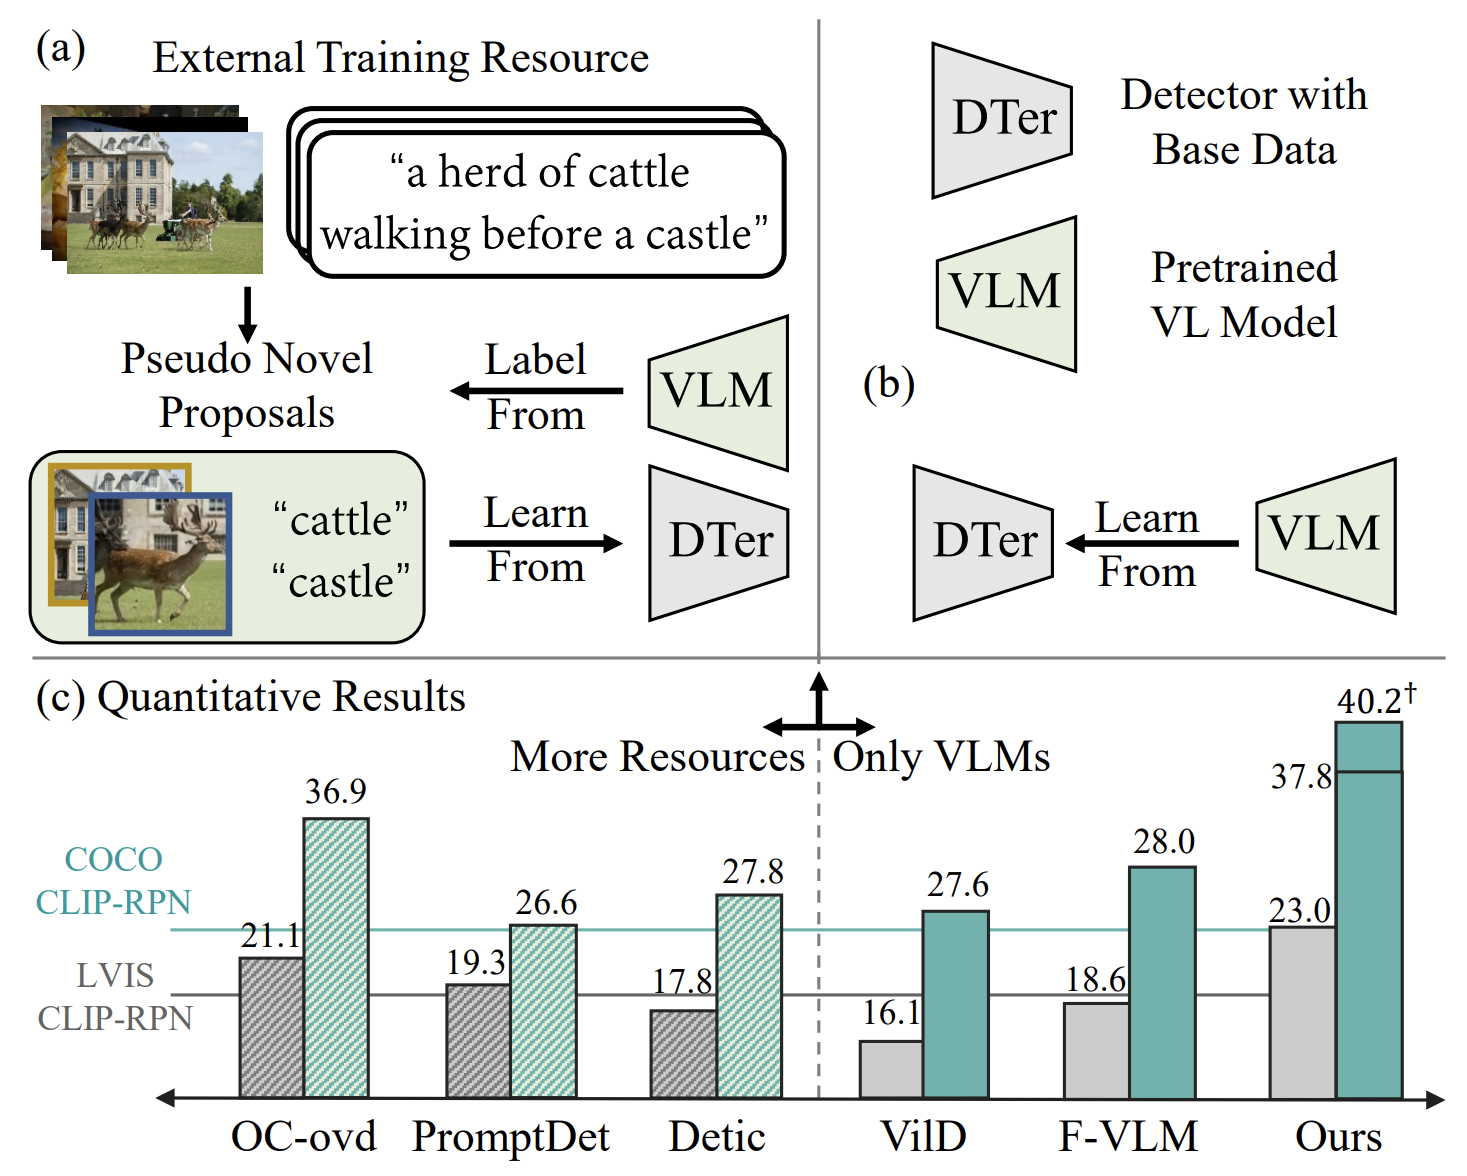 (a)
External Training Resource
“a herd of cattle
walking before a castle”
Pseudo Novel
Proposals
Label
From
VLM
“cattle”
“castle”
Learn
From
DTer
DTer
Detector with
Base Data
VLM
Pretrained
VL Model
(b)
DTer
Learn
From
VLM
(c) Quantitative Results
More Resources
Only VLMs
COCO
CLIP-RPN
LVIS
CLIP-RPN
21.1
36.9
19.3
26.6
17.8
27.8
16.1
27.6
18.6
28.0
23.0
37.8
40.2†
OC-ovd
PromptDet
Detic
VilD
F-VLM
Ours